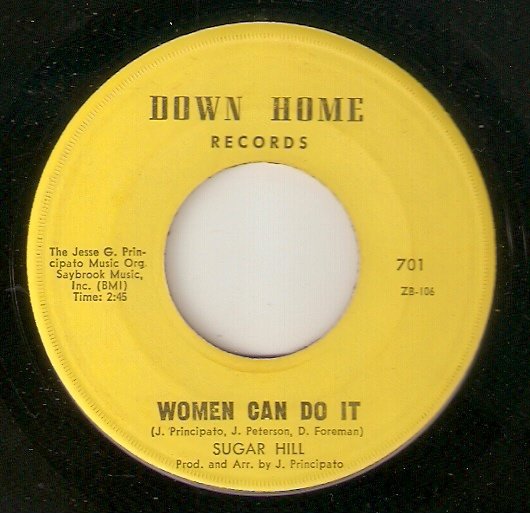 DOWN HOME
RECORDS
The Jesse G. Prin-
cipato Music Org.
Saybrook Music,
Inc. (BMI)
Time: 2:45
701
ZB-106
WOMEN CAN DO IT
(J. Principato, J. Peterson, D. Foreman)
SUGAR HILL
Prod. and Arr. by J. Principato